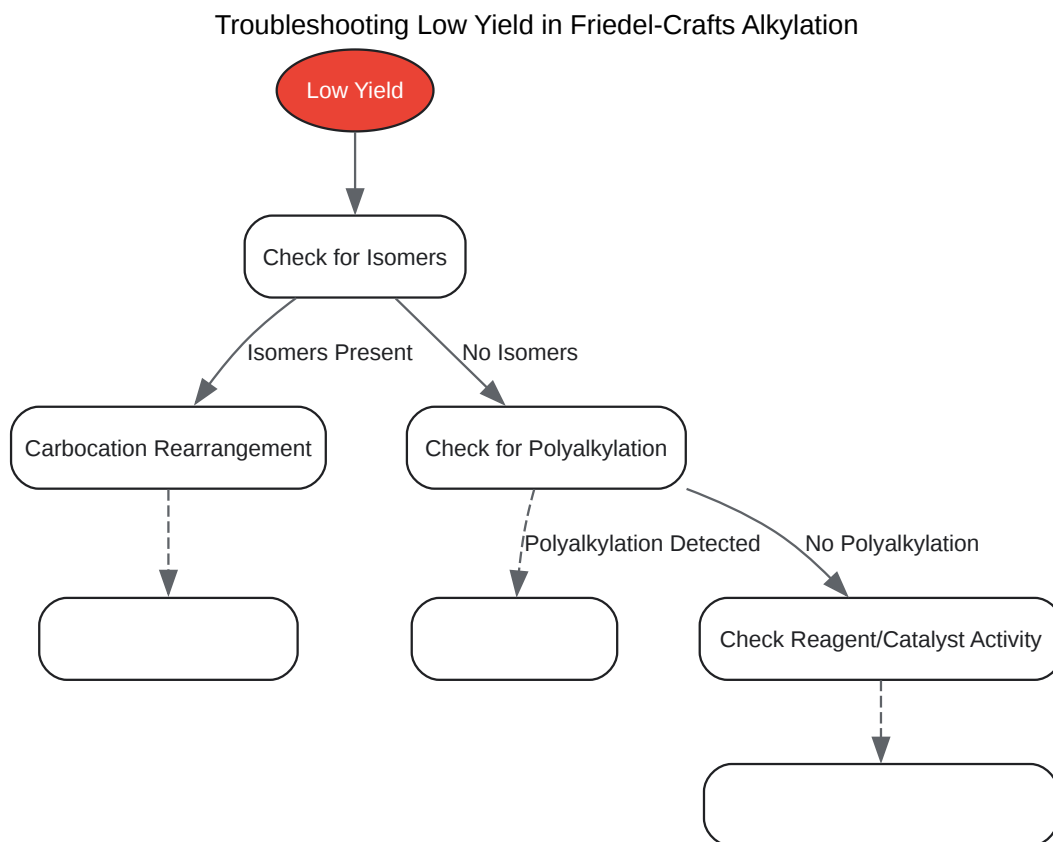 Troubleshooting Low Yield in Friedel-Crafts Alkylation
Low Yield
Check for Isomers
Isomers Present
No Isomers
Carbocation Rearrangement
Check for Polyalkylation
Polyalkylation Detected
No Polyalkylation
Check Reagent/Catalyst Activity